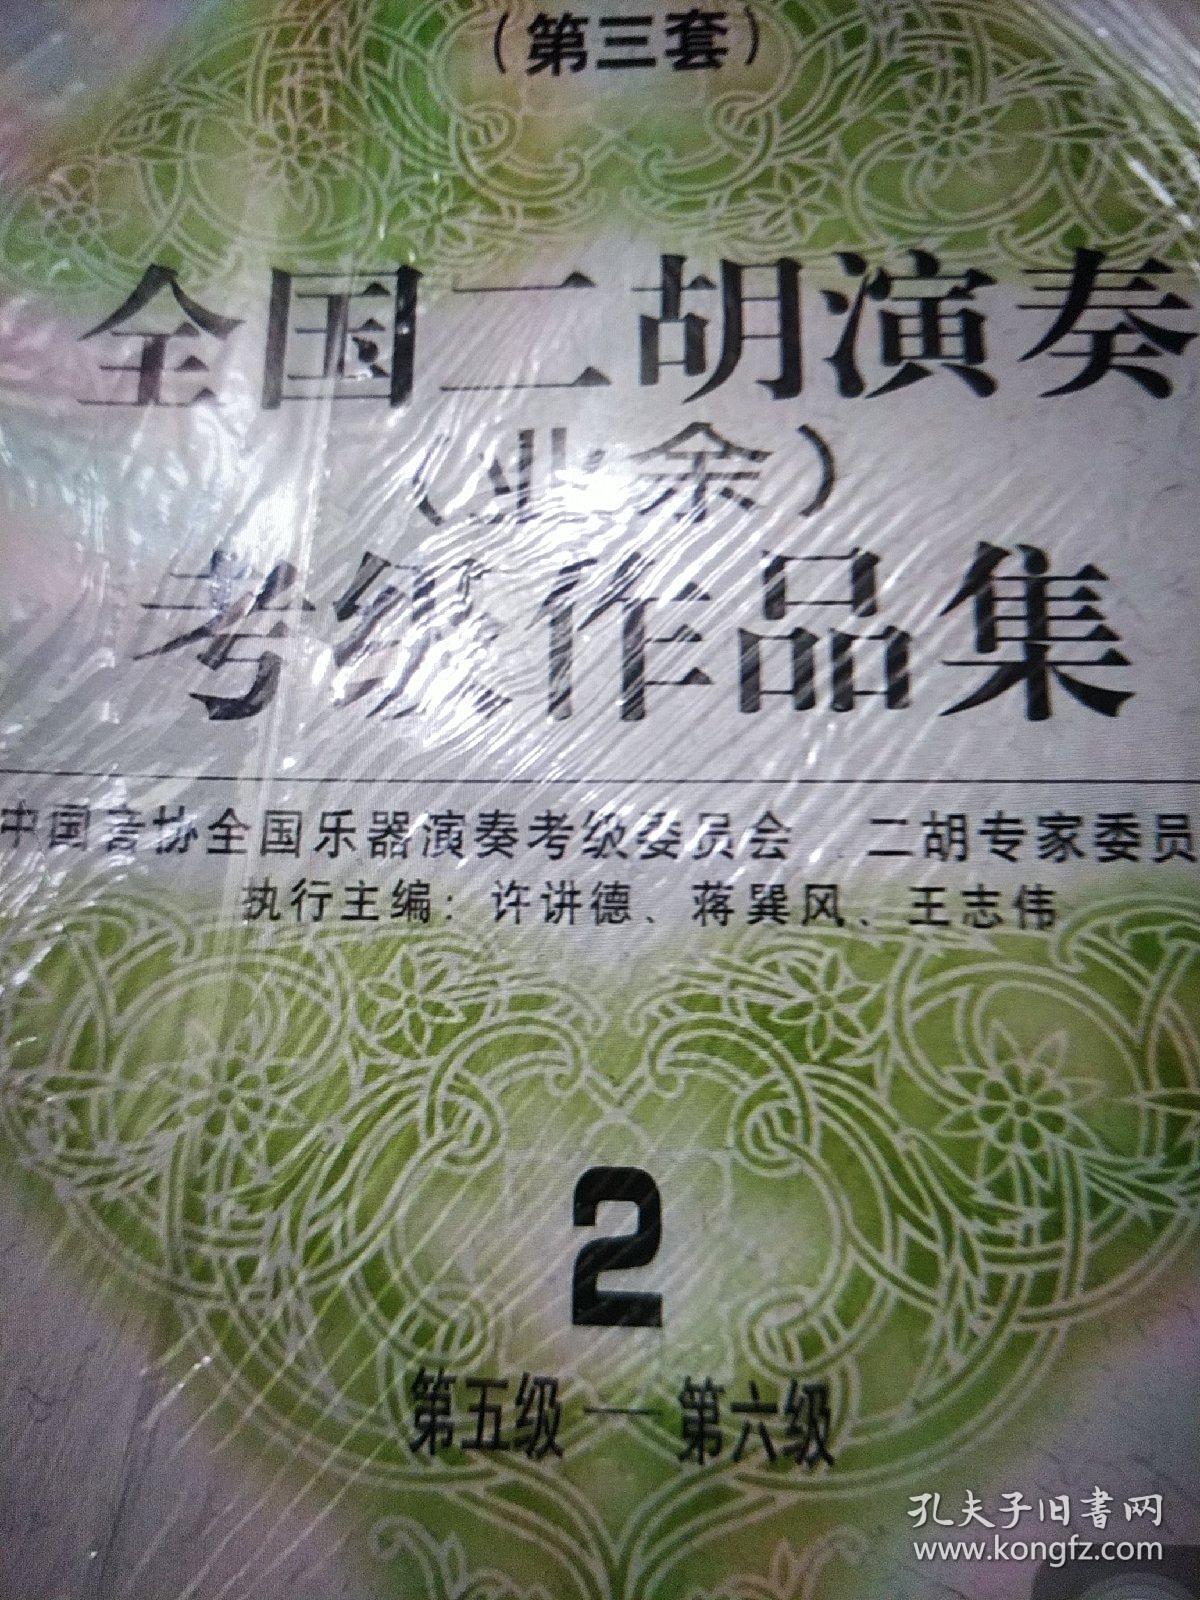 （第三套）
全国二胡演奏
（业余）
考级作品集
中国音协全国乐器演奏考级委员会 二胡专家委员
执行主编：许讲德、蒋巽风、王志伟
2
第五级—第六级
孔夫子旧书网
www.kongfz.com